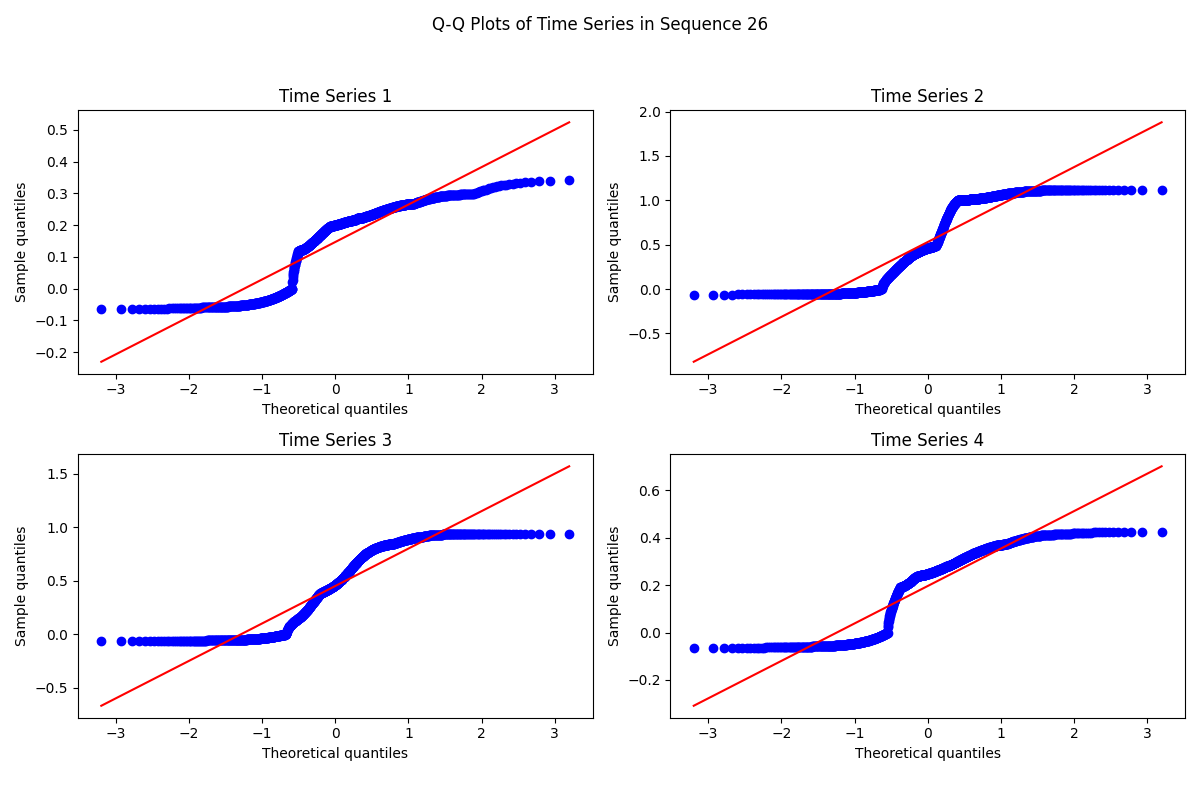 Q-Q Plots of Time Series in Sequence 26
Time Series 1
Sample quantiles
0.5
0.4
0.3
0.2
0.1
0.0
−0.1
−0.2
−3 −2 −1 0 1 2 3
Theoretical quantiles
Time Series 2
Sample quantiles
2.0
1.5
1.0
0.5
0.0
−0.5
−3 −2 −1 0 1 2 3
Theoretical quantiles
Time Series 3
Sample quantiles
1.5
1.0
0.5
0.0
−0.5
−3 −2 −1 0 1 2 3
Theoretical quantiles
Time Series 4
Sample quantiles
0.6
0.4
0.2
0.0
−0.2
−3 −2 −1 0 1 2 3
Theoretical quantiles